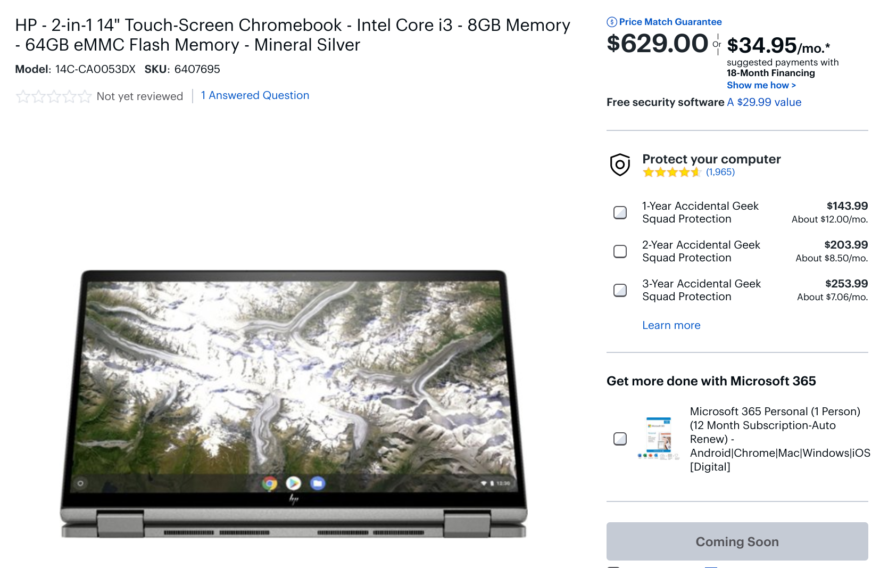 HP - 2-in-1 14" Touch-Screen Chromebook - Intel Core i3 - 8GB Memory
- 64GB eMMC Flash Memory - Mineral Silver
Model: 14C-CA0053DX SKU: 6407695
Not yet reviewed
1 Answered Question
hp
Price Match Guarantee
$629.00
Or
$34.95/mo.*
suggested payments with
18-Month Financing
Show me how >
Free security software A $29.99 value
Protect your computer
(1,965)
1-Year Accidental Geek
Squad Protection
$143.99
About $12.00/mo.
2-Year Accidental Geek
Squad Protection
$203.99
About $8.50/mo.
3-Year Accidental Geek
Squad Protection
$253.99
About $7.06/mo.
Learn more
Get more done with Microsoft 365
Microsoft 365 Personal (1 Person)
(12 Month Subscription-Auto
Renew) -
Android|Chrome|Mac|Windows|iOS
[Digital]
Coming Soon